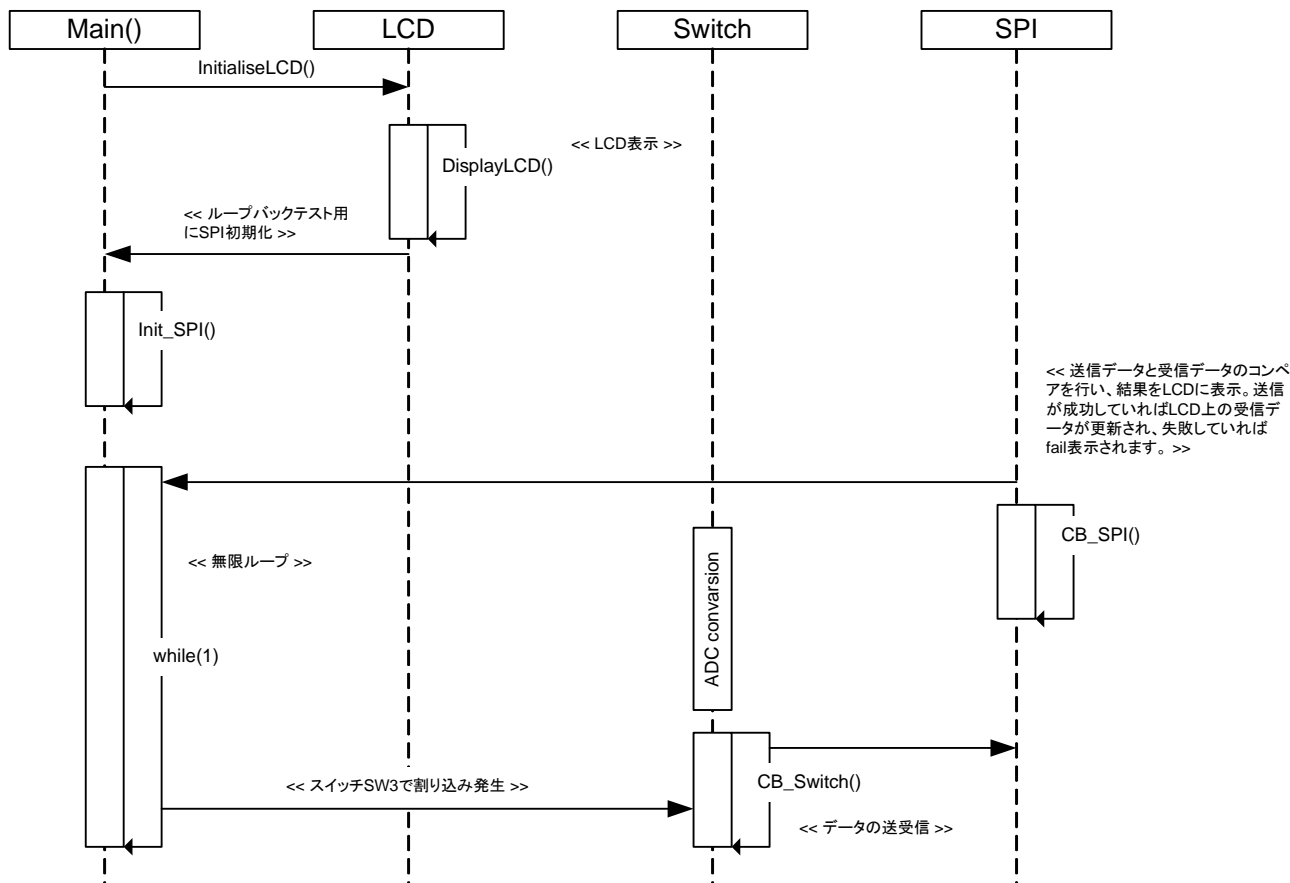 Main()
LCD
Switch
SPI
InitialiseLCD()
<< LCD表示 >>
DisplayLCD()
<< ループバックテスト用
にSPI初期化 >>
Init_SPI()
<< 送信データと受信データのコンペ
アを行い、結果をLCDに表示。送信
が成功していればLCD上の受信デ
ータが更新され、失敗していれば
fail表示されます。 >>
CB_SPI()
<< 無限ループ >>
ADC convarsion
while(1)
<< スイッチSW3で割り込み発生 >>
CB_Switch()
<< データの送受信 >>